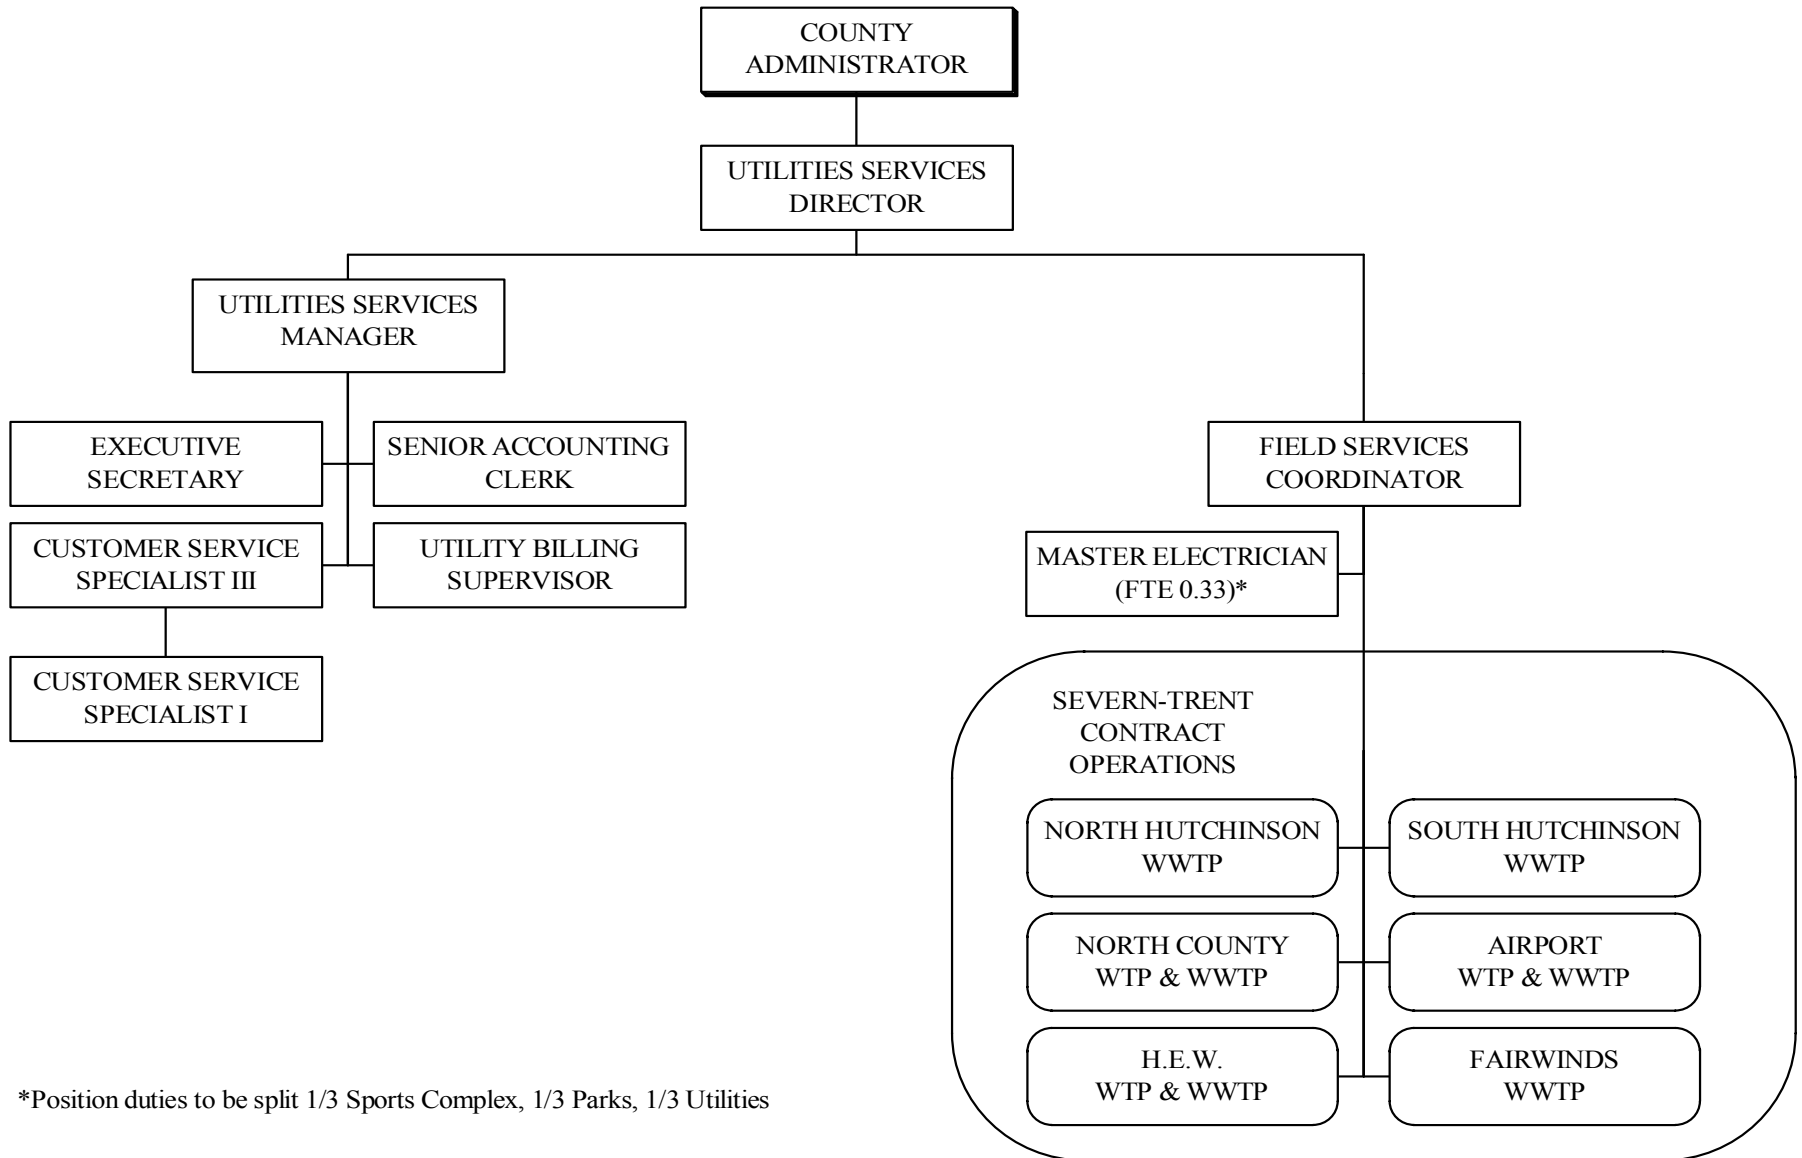 COUNTY
ADMINISTRATOR
UTILITIES SERVICES
DIRECTOR
UTILITIES SERVICES
MANAGER
EXECUTIVE
SECRETARY
SENIOR ACCOUNTING
CLERK
CUSTOMER SERVICE
SPECIALIST III
UTILITY BILLING
SUPERVISOR
CUSTOMER SERVICE
SPECIALIST I
FIELD SERVICES
COORDINATOR
MASTER ELECTRICIAN
(FTE 0.33)*
SEVERN-TRENT
CONTRACT
OPERATIONS
NORTH HUTCHINSON
WWTP
SOUTH HUTCHINSON
WWTP
NORTH COUNTY
WTP & WWTP
AIRPORT
WTP & WWTP
H.E.W.
WTP & WWTP
FAIRWINDS
WWTP
*Position duties to be split 1/3 Sports Complex, 1/3 Parks, 1/3 Utilities